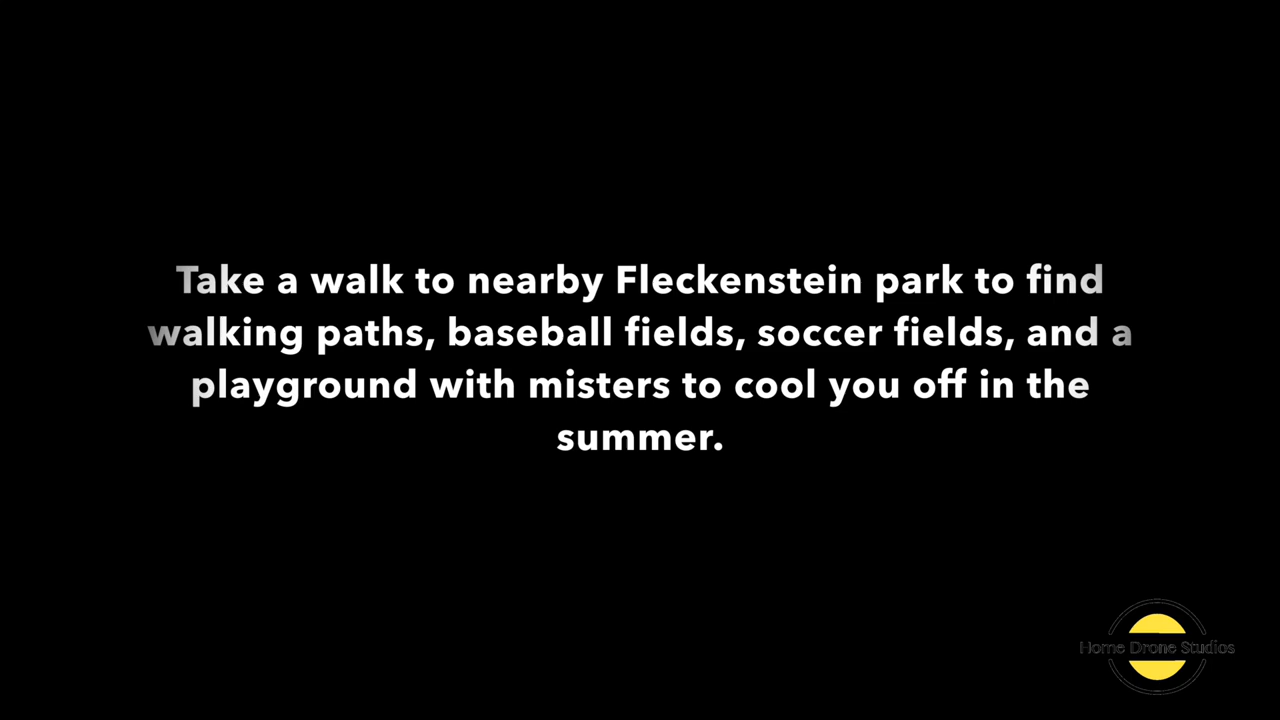 Take a walk to nearby Fleckenstein park to find
walking paths, baseball fields, soccer fields, and a
playground with misters to cool you off in the
summer.
Home Drone Studios